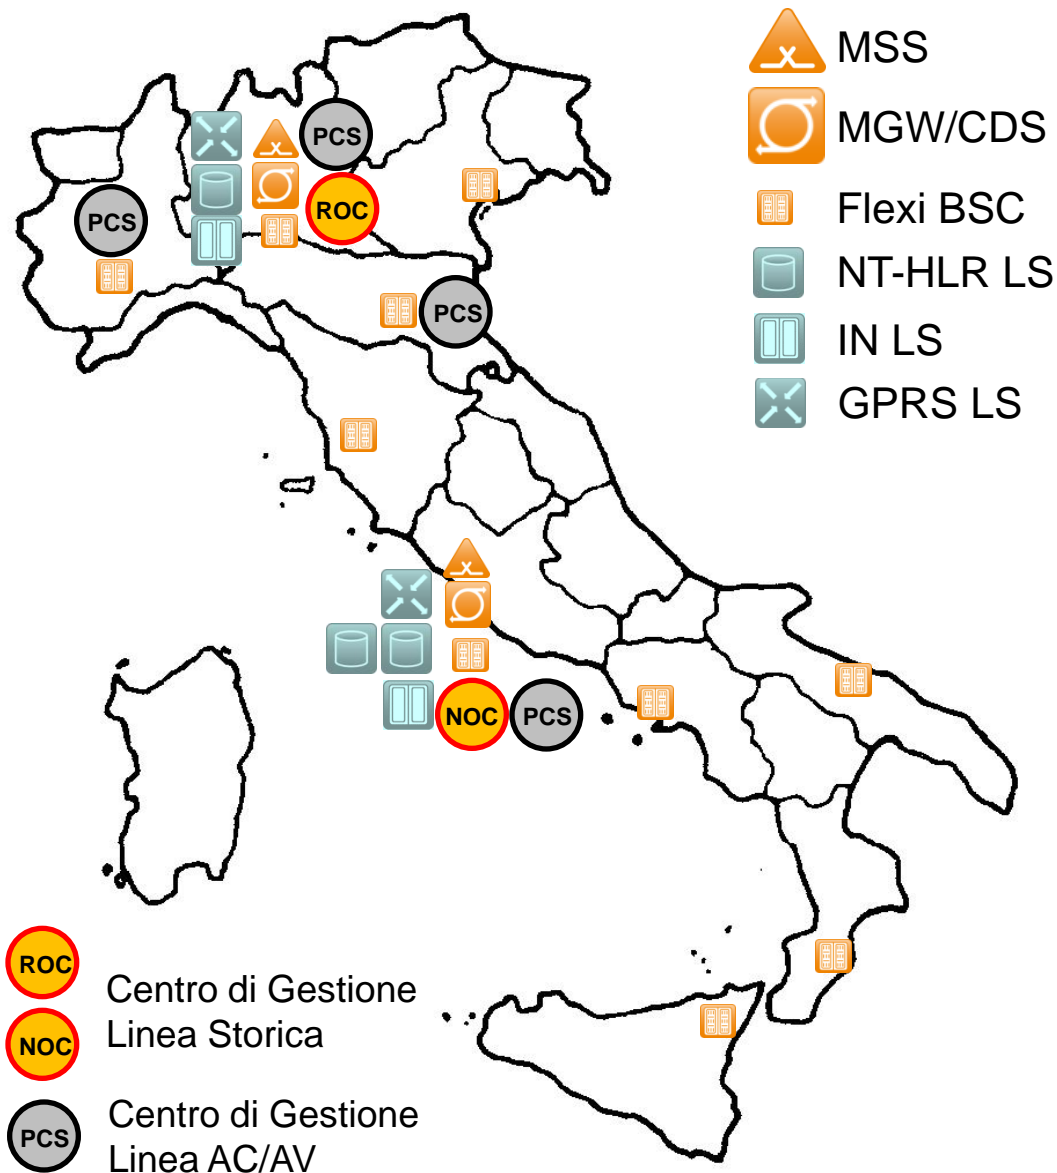 MSS
MGW/CDS
Flexi BSC
NT-HLR LS
IN LS
GPRS LS
PCS
PCS
ROC
PCS
NOC
PCS
ROC
NOC
Centro di Gestione
Linea Storica
PCS
Centro di Gestione
Linea AC/AV